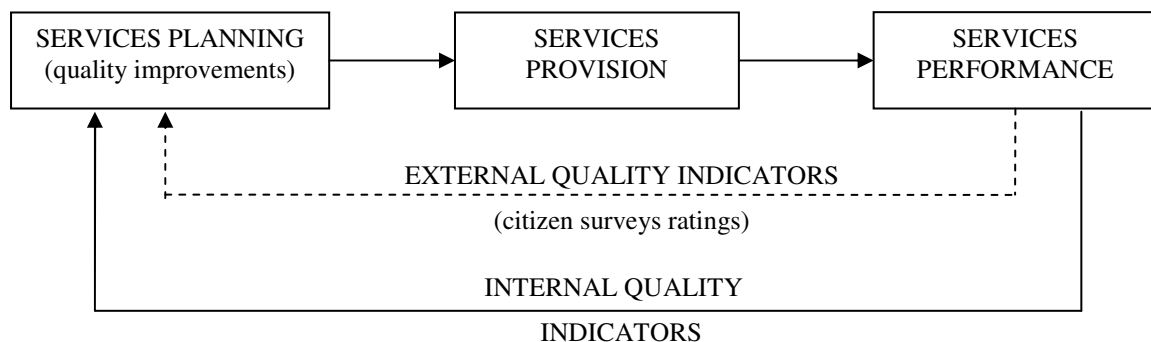 SERVICES PLANNING
(quality improvements)
SERVICES
PROVISION
SERVICES
PERFORMANCE
EXTERNAL QUALITY INDICATORS
(citizen surveys ratings)
INTERNAL QUALITY
INDICATORS